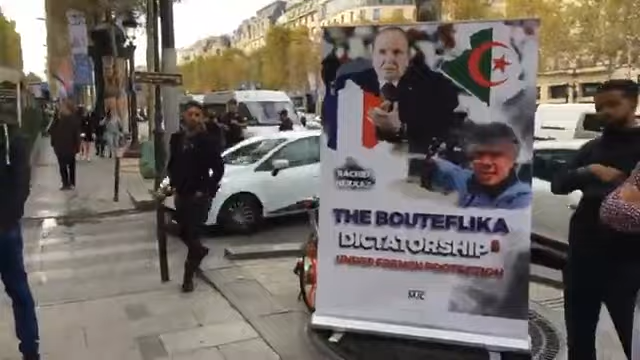 RACHID
NEKKAZ
THE BOUTEFLIKA
DICTATORSHIP
UNDER FRENCH PROTECTION
MJC